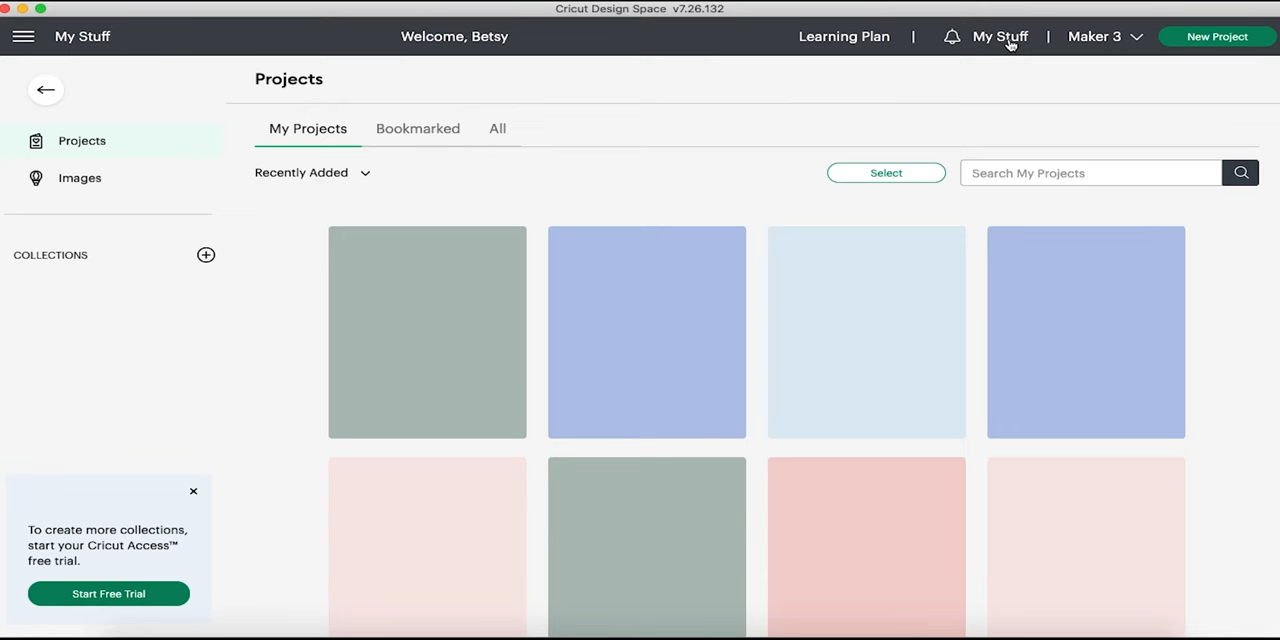 Cricut Design Space v7.26.132
My Stuff
Welcome, Betsy
Learning Plan | My Stuff | Maker 3
New Project
Projects
My Projects
Bookmarked
All
Recently Added
Select
Search My Projects
Projects
Images
COLLECTIONS
To create more collections,
start your Cricut Access™
free trial.
Start Free Trial